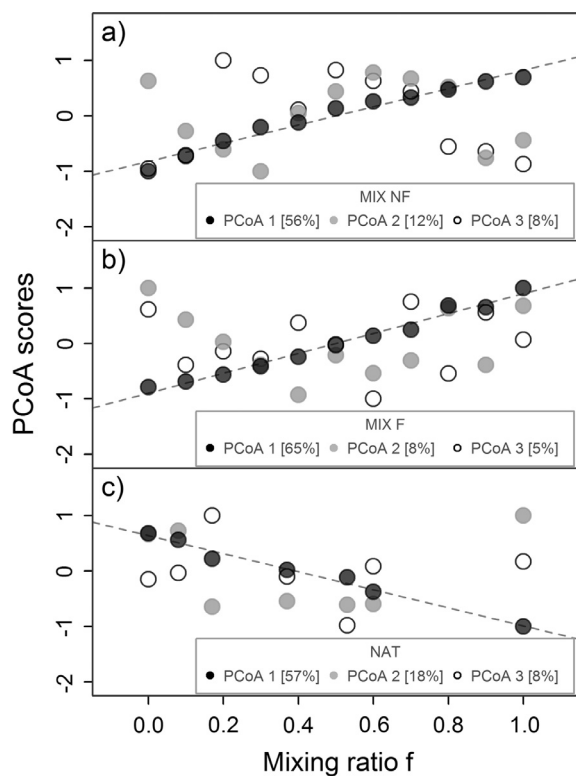 a)
1
0
-1
-2
MIX NF
PCoA 1 [56%] PCoA 2 [12%] PCoA 3 [8%]
b)
1
0
-1
-2
MIX F
PCoA 1 [65%] PCoA 2 [8%] PCoA 3 [5%]
c)
1
0
-1
-2
NAT
PCoA 1 [57%] PCoA 2 [18%] PCoA 3 [8%]
PCoA scores
0.0 0.2 0.4 0.6 0.8 1.0
Mixing ratio f